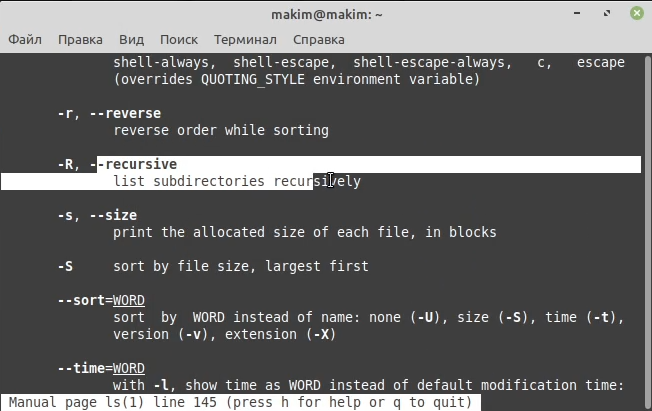 makim@makim: ~
Файл Правка Вид Поиск Терминал Справка
shell-always, shell-escape, shell-escape-always, c, escape
(overrides QUOTING_STYLE environment variable)
-r, --reverse
reverse order while sorting
-R, --recursive
list subdirectories recursively
-s, --size
print the allocated size of each file, in blocks
-S sort by file size, largest first
--sort=WORD
sort by WORD instead of name: none (-U), size (-S), time (-t),
version (-v), extension (-X)
--time=WORD
with -l, show time as WORD instead of default modification time:
Manual page ls(1) line 145 (press h for help or q to quit)